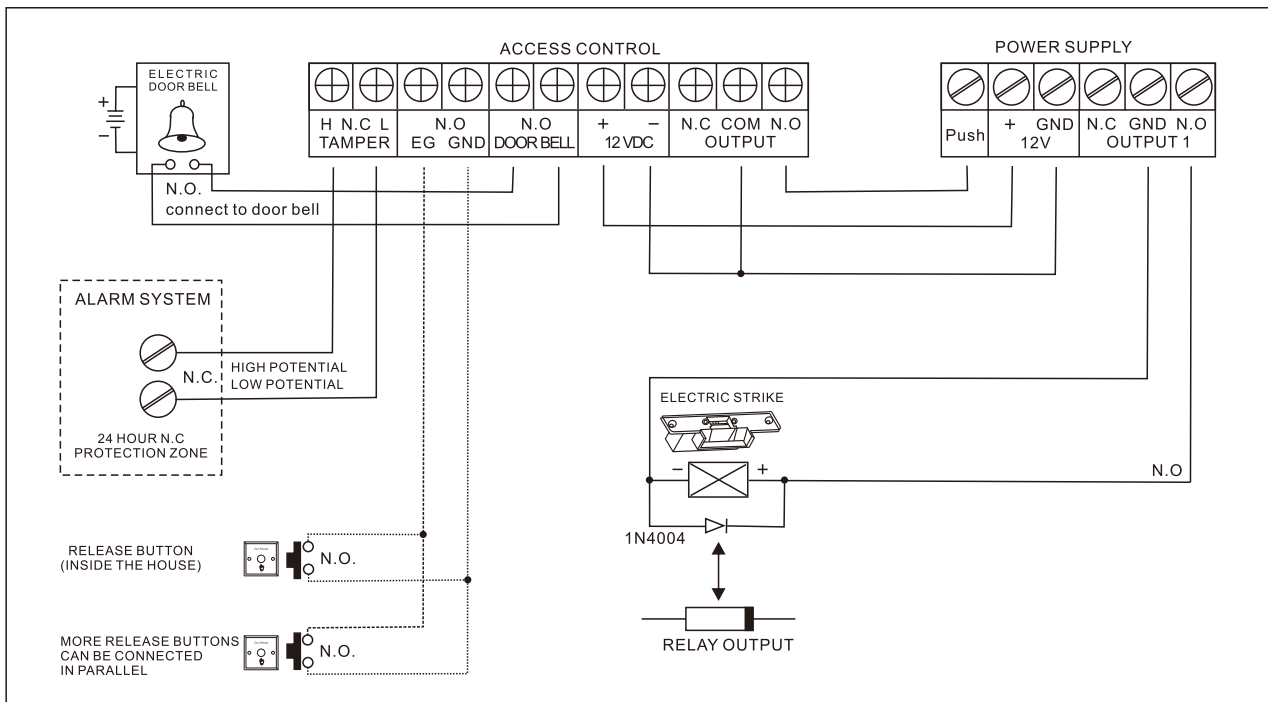 ACCESS CONTROL
POWER SUPPLY
ELECTRIC
DOOR BELL
+
−
H N.C L
TAMPER
N.O
EG GND
N.O
DOOR BELL
+ −
12 VDC
N.C COM N.O
OUTPUT
Push
+ GND
12V
N.C GND N.O
OUTPUT 1
N.O.
connect to door bell
ALARM SYSTEM
HIGH POTENTIAL
N.C.
LOW POTENTIAL
24 HOUR N.C
PROTECTION ZONE
ELECTRIC STRIKE
− +
N.O
1N4004
RELEASE BUTTON
(INSIDE THE HOUSE)
N.O.
RELAY OUTPUT
MORE RELEASE BUTTONS
CAN BE CONNECTED
IN PARALLEL
N.O.